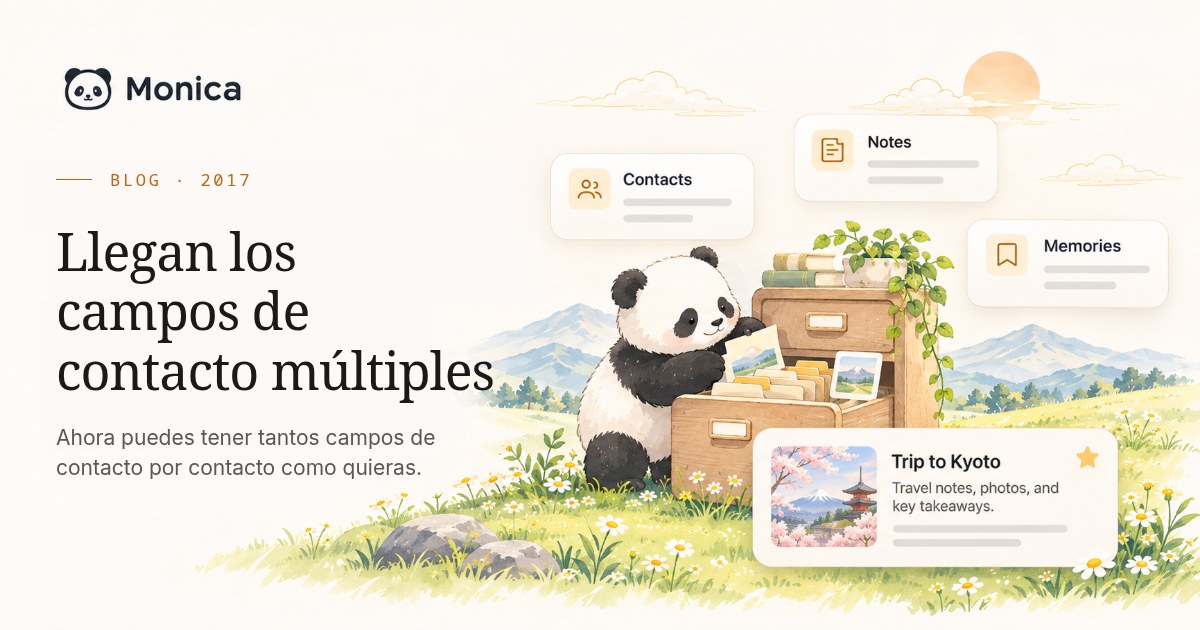 Monica
BLOG · 2017
Llegan los
campos de
contacto múltiples
Ahora puedes tener tantos campos de
contacto por contacto como quieras.
Contacts
Notes
Memories
Trip to Kyoto
Travel notes, photos, and
key takeaways.